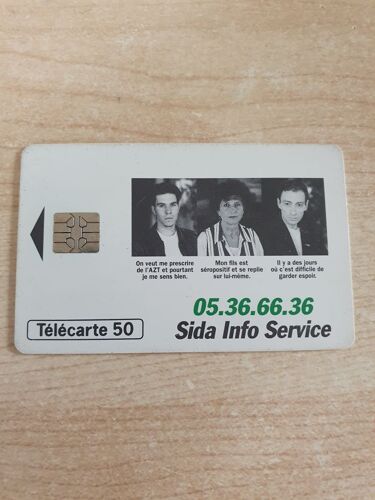 On veut me prescrire
de l'AZT et pourtant
je me sens bien.
Mon fils est
séropositif et se replie
sur lui-même.
Il y a des jours
où c'est difficile de
garder espoir.
05.36.66.36
Télécarte 50
Sida Info Service